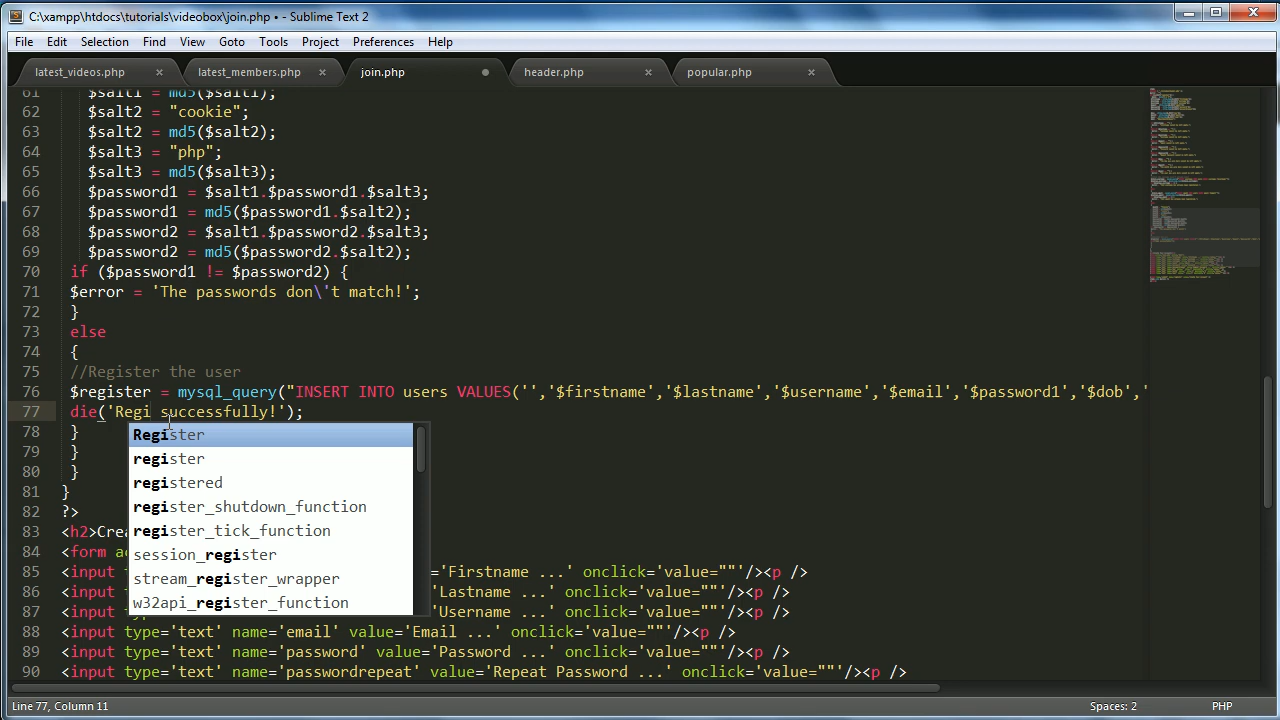 C:\xampp\htdocs\tutorials\videobox\join.php • - Sublime Text 2
File Edit Selection Find View Goto Tools Project Preferences Help
latest_videos.php × latest_members.php × join.php header.php × popular.php ×
61 $salt1 = md5($salt1);
62 $salt2 = "cookie";
63 $salt2 = md5($salt2);
64 $salt3 = "php";
65 $salt3 = md5($salt3);
66 $password1 = $salt1.$password1.$salt3;
67 $password1 = md5($password1.$salt2);
68 $password2 = $salt1.$password2.$salt3;
69 $password2 = md5($password2.$salt2);
70 if ($password1 != $password2) {
71 $error = 'The passwords don\'t match!';
72 }
73 else
74 {
75 //Register the user
76 $register = mysql_query("INSERT INTO users VALUES('','$firstname','$lastname','$username','$email','$password1','$dob','
77 die('Regi successfully!');
78 }
Register
79 }
register
80 }
registered
81 }
register_shutdown_function
82 ?>
register_tick_function
83 <h2>Crea
84 <form a
session_register
85 <input ='Firstname ...' onclick='value=""'/><p />
stream_register_wrapper
86 <input 'Lastname ...' onclick='value=""'/><p />
w32api_register_function
87 <input 'Username ...' onclick='value=""'/><p />
88 <input type='text' name='email' value='Email ...' onclick='value=""'/><p />
89 <input type='text' name='password' value='Password ...' onclick='value=""'/><p />
90 <input type='text' name='passwordrepeat' value='Repeat Password ...' onclick='value=""'/><p />
Line 77, Column 11 Spaces: 2 PHP